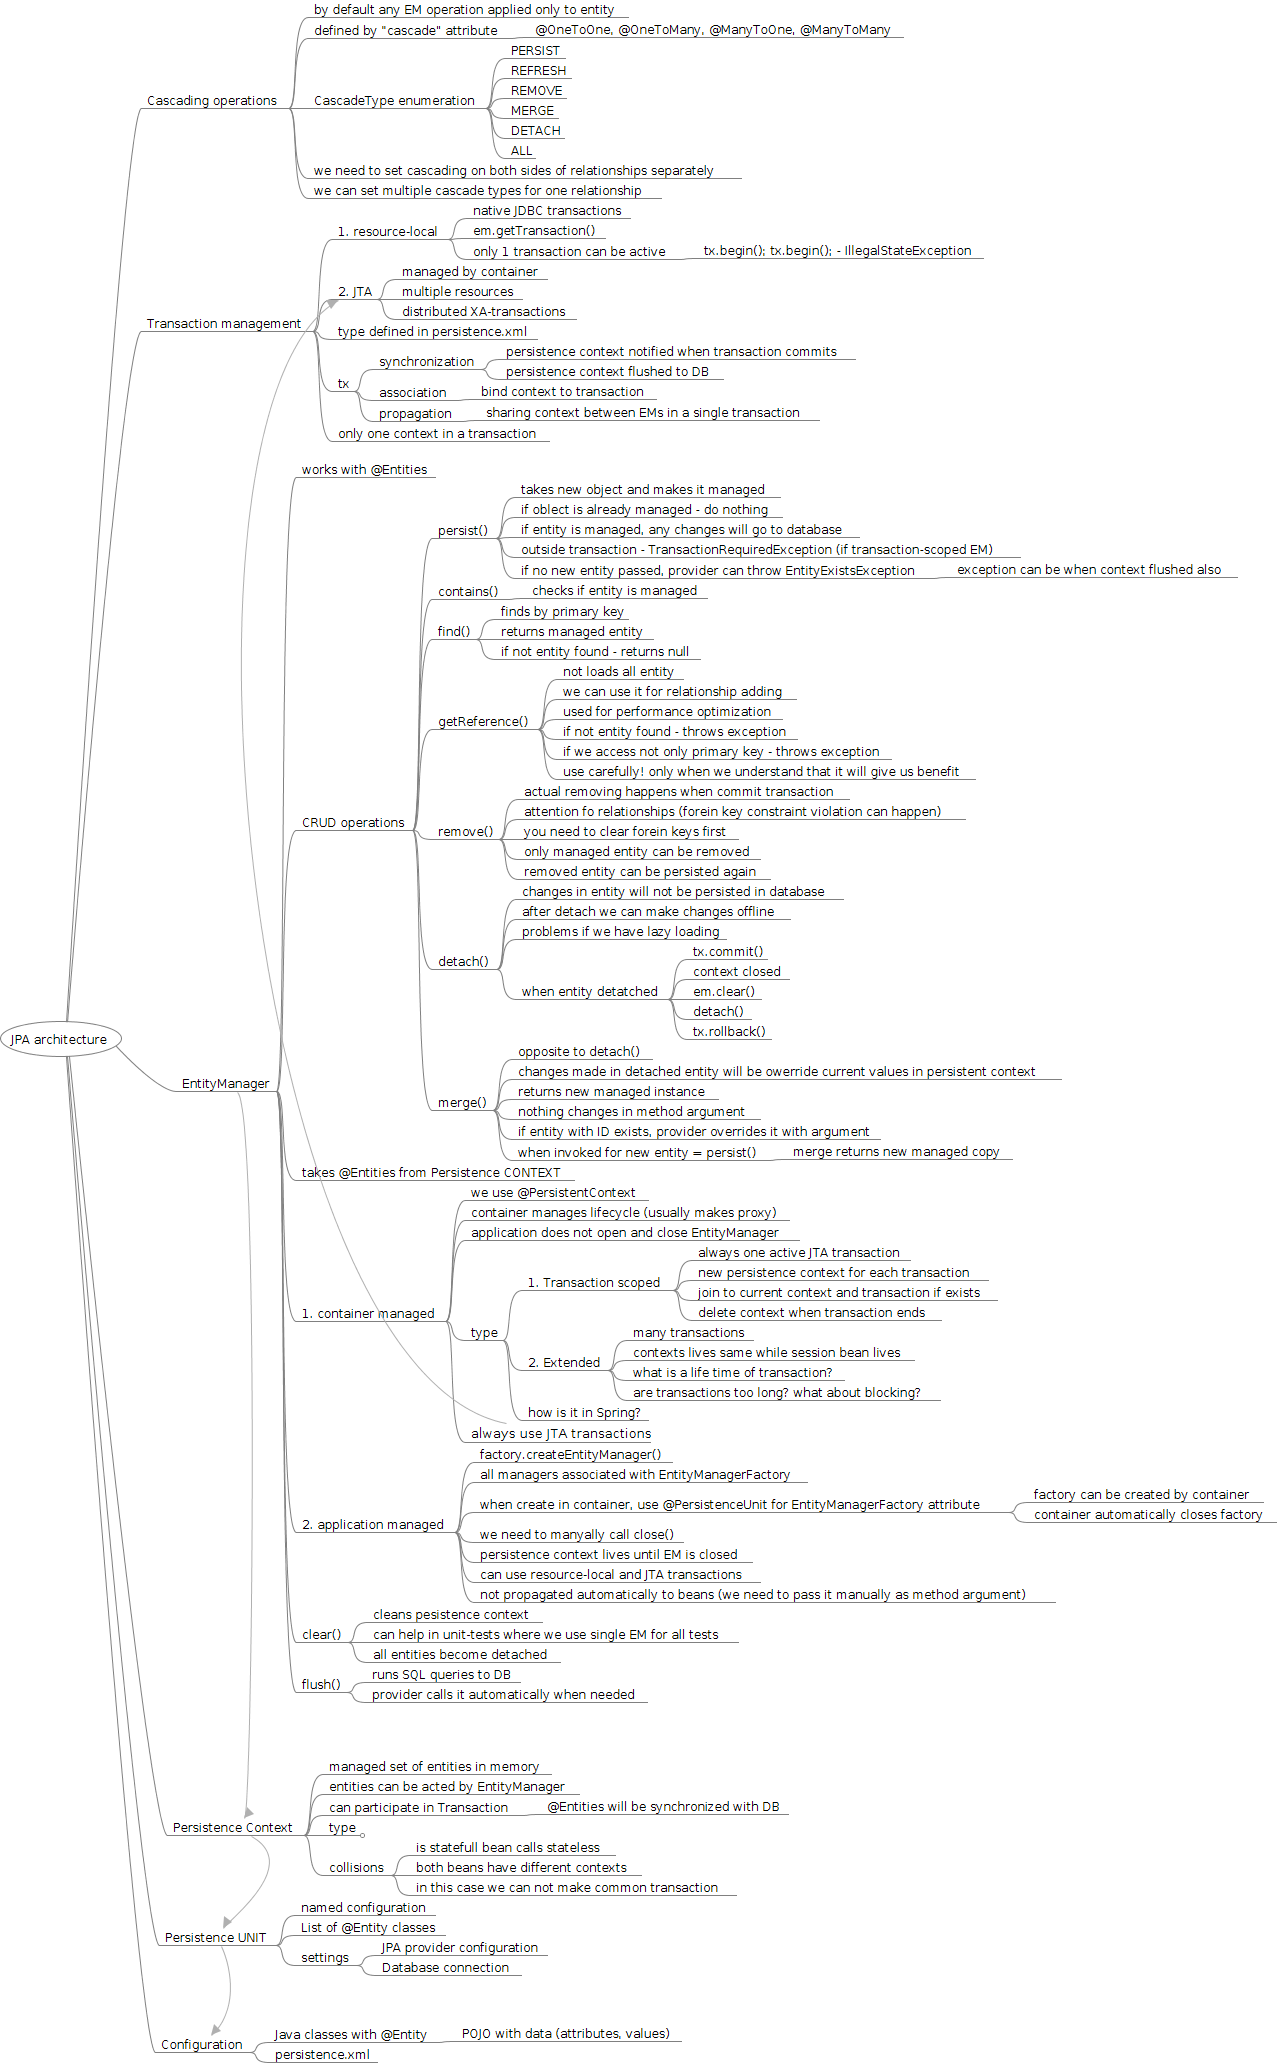 by default any EM operation applied only to entity
defined by "cascade" attribute
@OneToOne, @OneToMany, @ManyToOne, @ManyToMany
PERSIST
REFRESH
REMOVE
Cascading operations
CascadeType enumeration
MERGE
DETACH
ALL
we need to set cascading on both sides of relationships separately
we can set multiple cascade types for one relationship
native JDBC transactions
1. resource-local
em.getTransaction()
only 1 transaction can be active
tx.begin(); tx.begin(); - IllegalStateException
managed by container
2. JTA
multiple resources
distributed XA-transactions
Transaction management
type defined in persistence.xml
persistence context notified when transaction commits
synchronization
persistence context flushed to DB
tx
association
bind context to transaction
propagation
sharing context between EMs in a single transaction
only one context in a transaction
works with @Entities
takes new object and makes it managed
if oblect is already managed - do nothing
persist()
if entity is managed, any changes will go to database
outside transaction - TransactionRequiredException (if transaction-scoped EM)
if no new entity passed, provider can throw EntityExistsException
exception can be when context flushed also
contains()
checks if entity is managed
finds by primary key
find()
returns managed entity
if not entity found - returns null
not loads all entity
we can use it for relationship adding
used for performance optimization
getReference()
if not entity found - throws exception
if we access not only primary key - throws exception
use carefully! only when we understand that it will give us benefit
actual removing happens when commit transaction
attention fo relationships (forein key constraint violation can happen)
CRUD operations
remove()
you need to clear forein keys first
only managed entity can be removed
removed entity can be persisted again
changes in entity will not be persisted in database
after detach we can make changes offline
problems if we have lazy loading
detach()
tx.commit()
context closed
when entity detatched
em.clear()
detach()
tx.rollback()
JPA architecture
opposite to detach()
changes made in detached entity will be owerride current values in persistent context
EntityManager
returns new managed instance
merge()
nothing changes in method argument
if entity with ID exists, provider overrides it with argument
when invoked for new entity = persist()
merge returns new managed copy
takes @Entities from Persistence CONTEXT
we use @PersistentContext
container manages lifecycle (usually makes proxy)
application does not open and close EntityManager
always one active JTA transaction
1. Transaction scoped
new persistence context for each transaction
join to current context and transaction if exists
1. container managed
delete context when transaction ends
type
many transactions
contexts lives same while session bean lives
2. Extended
what is a life time of transaction?
are transactions too long? what about blocking?
how is it in Spring?
always use JTA transactions
factory.createEntityManager()
all managers associated with EntityManagerFactory
factory can be created by container
when create in container, use @PersistenceUnit for EntityManagerFactory attribute
container automatically closes factory
2. application managed
we need to manyally call close()
persistence context lives until EM is closed
can use resource-local and JTA transactions
not propagated automatically to beans (we need to pass it manually as method argument)
cleans pesistence context
clear()
can help in unit-tests where we use single EM for all tests
all entities become detached
flush()
runs SQL queries to DB
provider calls it automatically when needed
managed set of entities in memory
entities can be acted by EntityManager
can participate in Transaction
@Entities will be synchronized with DB
Persistence Context
type
is statefull bean calls stateless
collisions
both beans have different contexts
in this case we can not make common transaction
named configuration
List of @Entity classes
Persistence UNIT
JPA provider configuration
settings
Database connection
Java classes with @Entity
POJO with data (attributes, values)
Configuration
persistence.xml